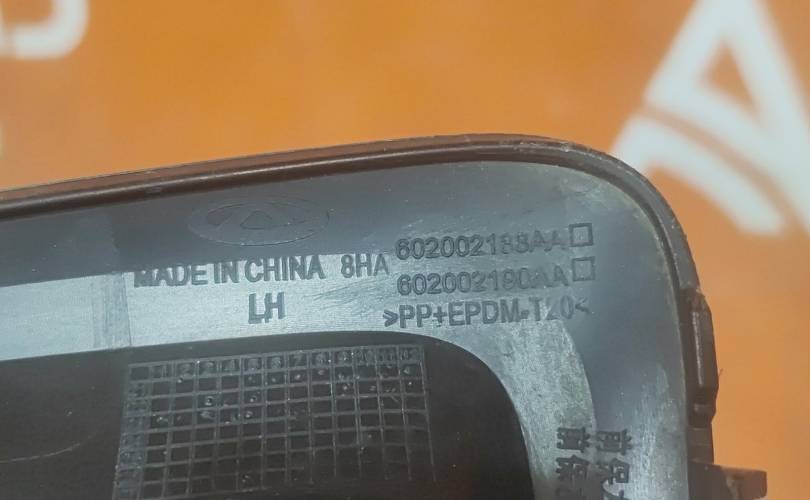 MADE IN CHINA 8HA
LH
602002188AA
602002190AA
>PP+EPDM-T20<